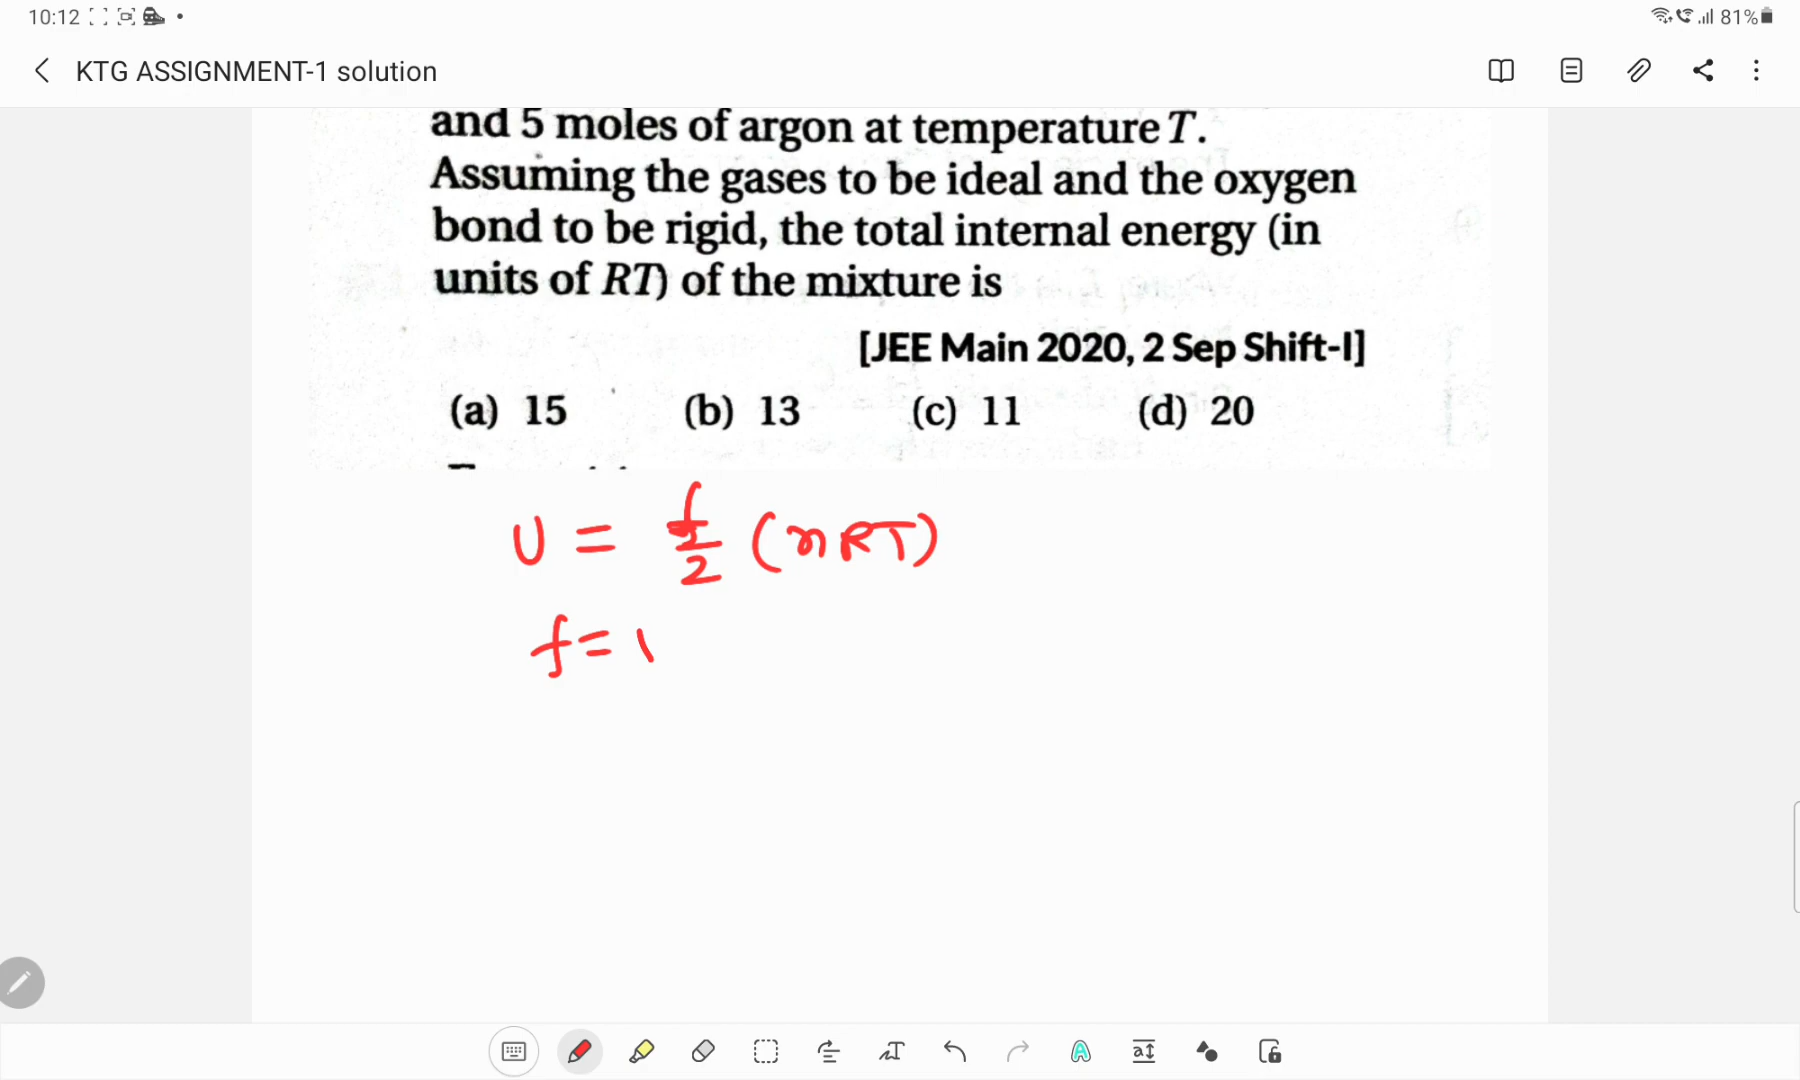 10:12
81%
KTG ASSIGNMENT-1 solution
and 5 moles of argon at temperature T.
Assuming the gases to be ideal and the oxygen
bond to be rigid, the total internal energy (in
units of RT) of the mixture is
[JEE Main 2020, 2 Sep Shift-I]
(a) 15 (b) 13 (c) 11 (d) 20
U = f/2 (nRT)
f =